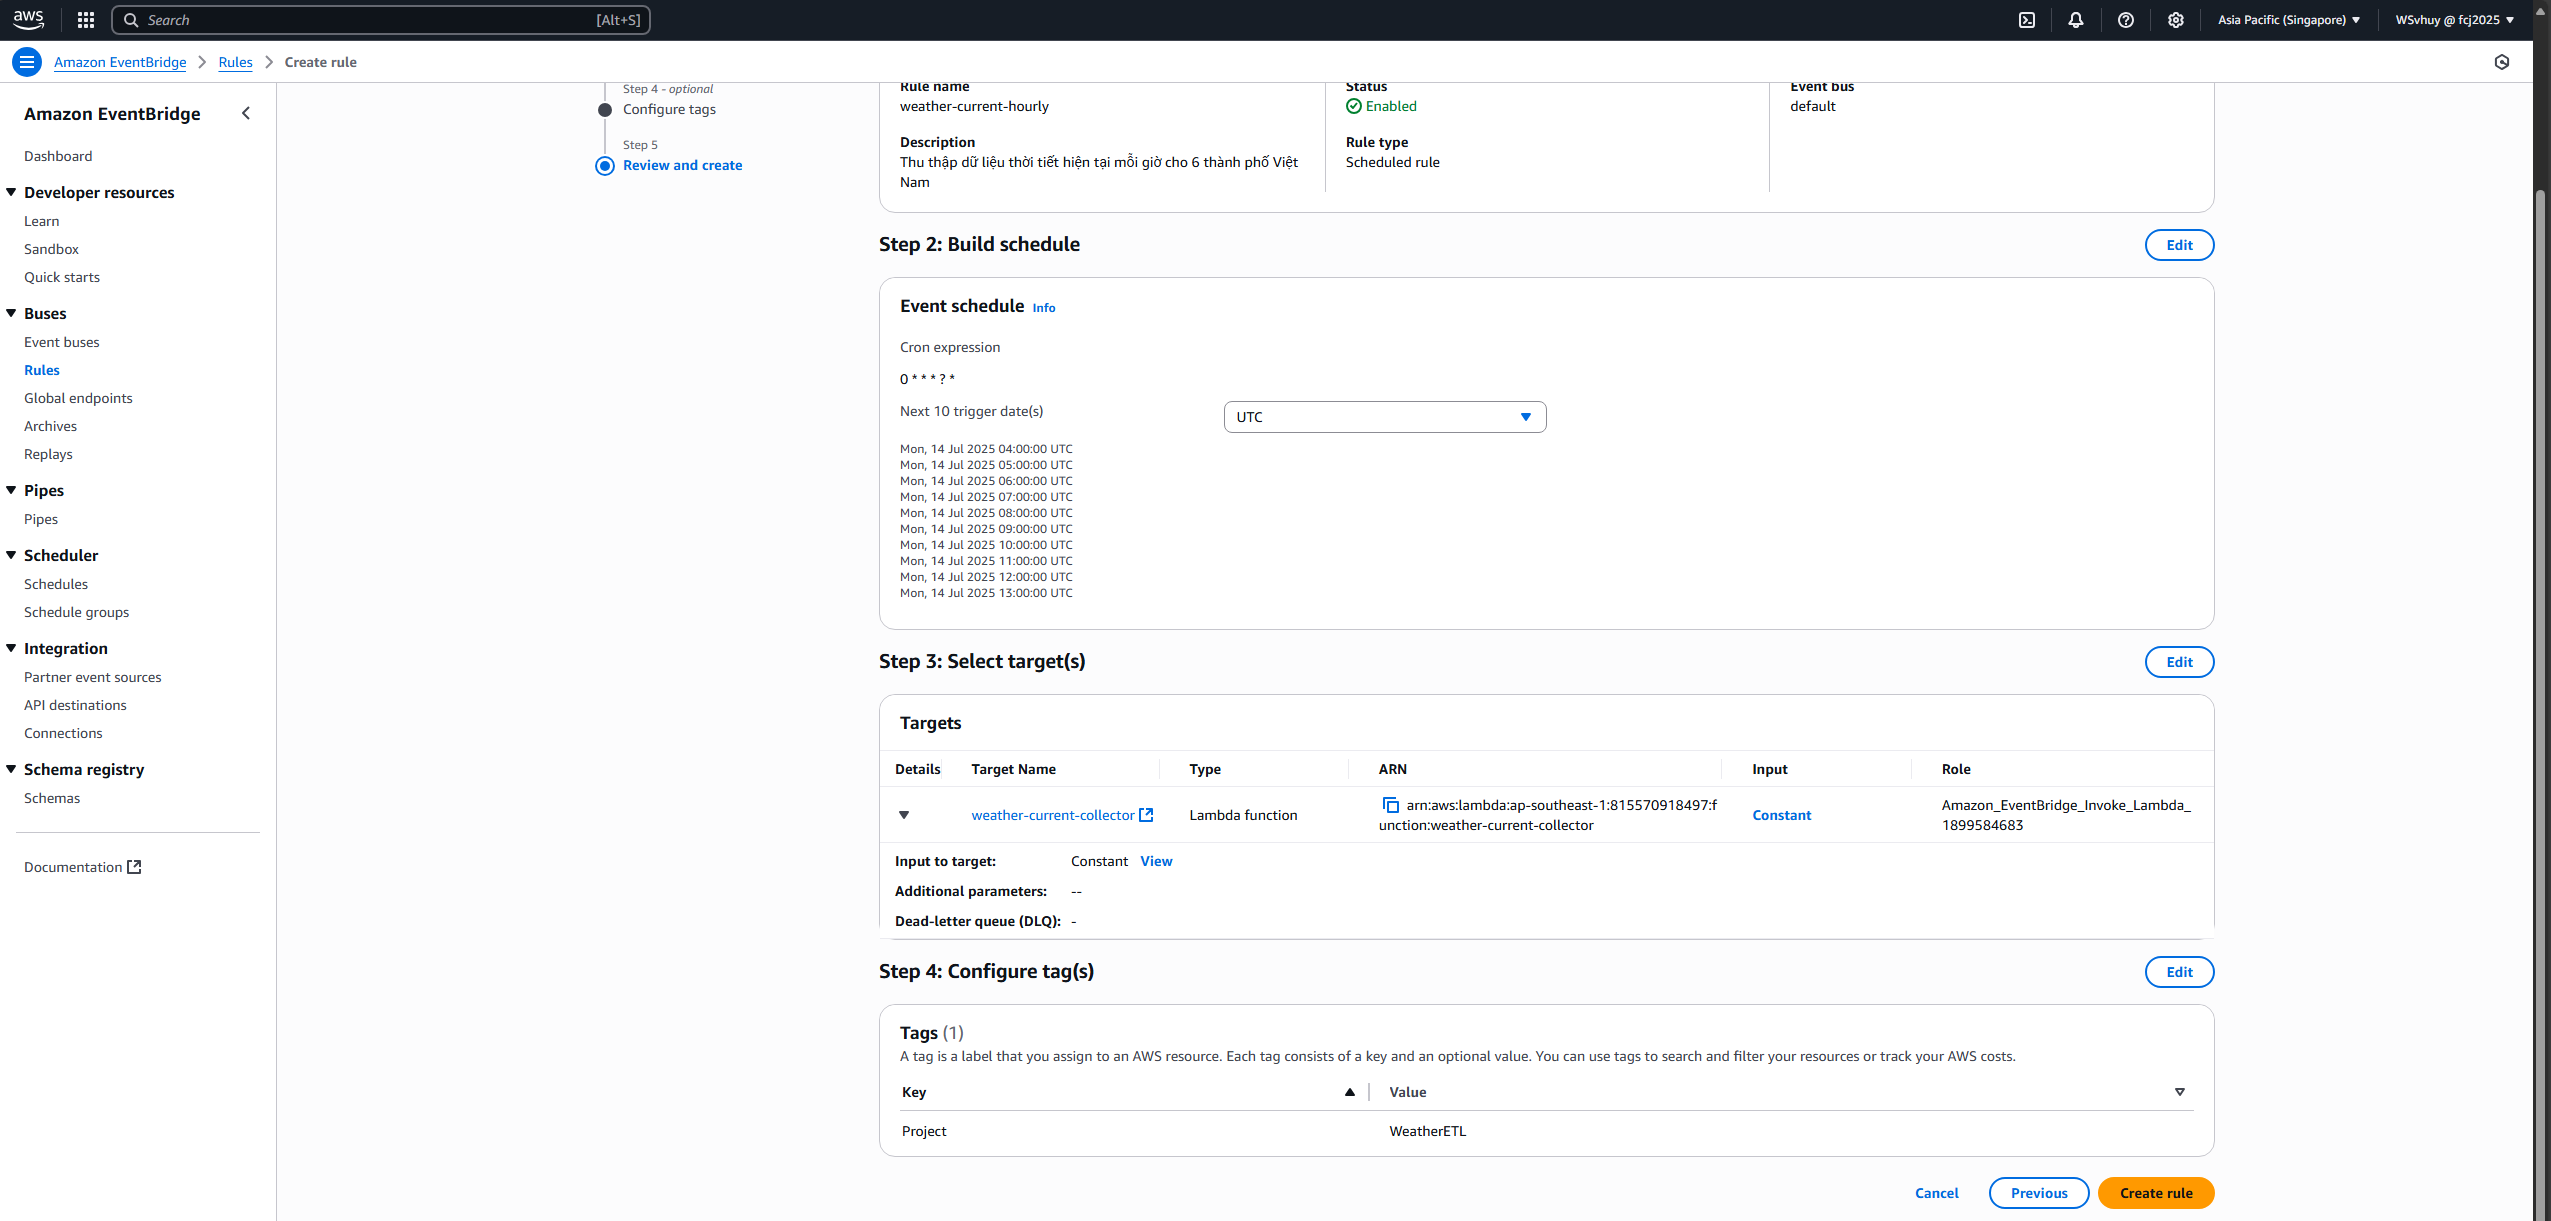 aws
Search [Alt+S]
Asia Pacific (Singapore)
WSvhuy @ fcj2025
Amazon EventBridge
Rules
Create rule
Amazon EventBridge
Dashboard
Developer resources
Learn
Sandbox
Quick starts
Buses
Event buses
Rules
Global endpoints
Archives
Replays
Pipes
Pipes
Scheduler
Schedules
Schedule groups
Integration
Partner event sources
API destinations
Connections
Schema registry
Schemas
Documentation
Step 4 - optional
Configure tags
Step 5
Review and create
Rule name
weather-current-hourly
Description
Thu thập dữ liệu thời tiết hiện tại mỗi giờ cho 6 thành phố Việt
Nam
Status
Enabled
Rule type
Scheduled rule
Event bus
default
Step 2: Build schedule
Edit
Event schedule Info
Cron expression
0 * * * ? *
Next 10 trigger date(s)
UTC
Mon, 14 Jul 2025 04:00:00 UTC
Mon, 14 Jul 2025 05:00:00 UTC
Mon, 14 Jul 2025 06:00:00 UTC
Mon, 14 Jul 2025 07:00:00 UTC
Mon, 14 Jul 2025 08:00:00 UTC
Mon, 14 Jul 2025 09:00:00 UTC
Mon, 14 Jul 2025 10:00:00 UTC
Mon, 14 Jul 2025 11:00:00 UTC
Mon, 14 Jul 2025 12:00:00 UTC
Mon, 14 Jul 2025 13:00:00 UTC
Step 3: Select target(s)
Edit
Targets
Details Target Name Type ARN Input Role
weather-current-collector
Lambda function
arn:aws:lambda:ap-southeast-1:815570918497:f
unction:weather-current-collector
Constant
Amazon_EventBridge_Invoke_Lambda_
1899584683
Input to target: Constant View
Additional parameters: --
Dead-letter queue (DLQ): -
Step 4: Configure tag(s)
Edit
Tags (1)
A tag is a label that you assign to an AWS resource. Each tag consists of a key and an optional value. You can use tags to search and filter your resources or track your AWS costs.
Key Value
Project WeatherETL
Cancel Previous Create rule